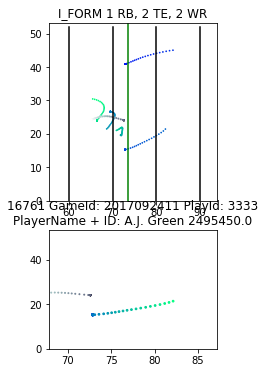 I_FORM 1 RB, 2 TE, 2 WR
50
40
30
20
10
0
60 70 80 90
16761 GameId: 2017092411 PlayId: 3333
PlayerName + ID: A.J. Green 2495450.0
40
20
0
70 75 80 85